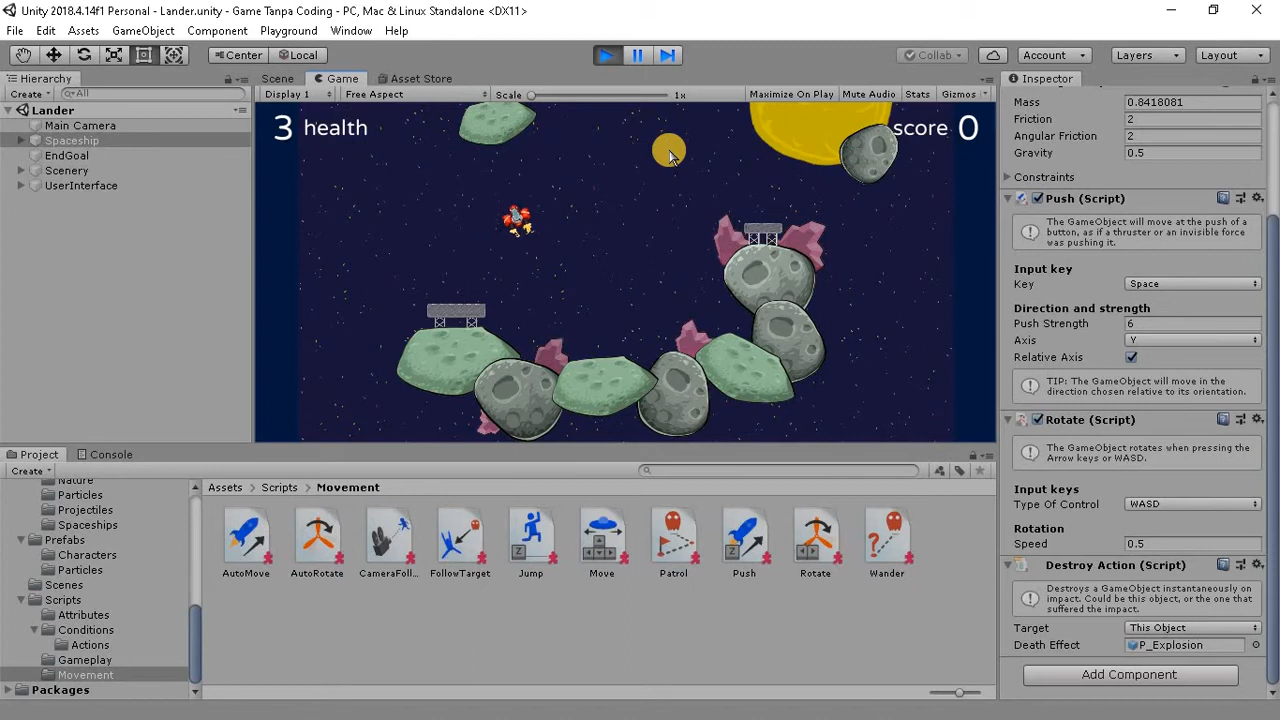 Unity 2018.4.14f1 Personal - Lander.unity - Game Tanpa Coding - PC, Mac & Linux Standalone <DX11>
File Edit Assets GameObject Component Playground Window Help
Center Local Collab Account Layers Layout
Hierarchy
Create All
Lander
Main Camera
Spaceship
EndGoal
Scenery
UserInterface
Scene Game Asset Store
Display 1 Free Aspect Scale 1x Maximize On Play Mute Audio Stats Gizmos
3 health score 0
Inspector
Mass 0.8418081
Friction 2
Angular Friction 2
Gravity 0.5
Constraints
Push (Script)
The GameObject will move at the push of a
button, as if a thruster or an invisible force
was pushing it.
Input key
Key Space
Direction and strength
Push Strength 6
Axis Y
Relative Axis
TIP: The GameObject will move in the
direction chosen relative to its orientation.
Rotate (Script)
The GameObject rotates when pressing the
Arrow keys or WASD.
Input keys
Type Of Control WASD
Rotation
Speed 0.5
Destroy Action (Script)
Destroys a GameObject instantaneously on
impact. Could be this object, or the one that
suffered the impact.
Target This Object
Death Effect P_Explosion
Add Component
Project Console
Create
Nature
Particles
Projectiles
Spaceships
Prefabs
Characters
Particles
Scenes
Scripts
Attributes
Conditions
Actions
Gameplay
Movement
Packages
Assets Scripts Movement
Z Z
AutoMove AutoRotate CameraFoll... FollowTarget Jump Move Patrol Push Rotate Wander